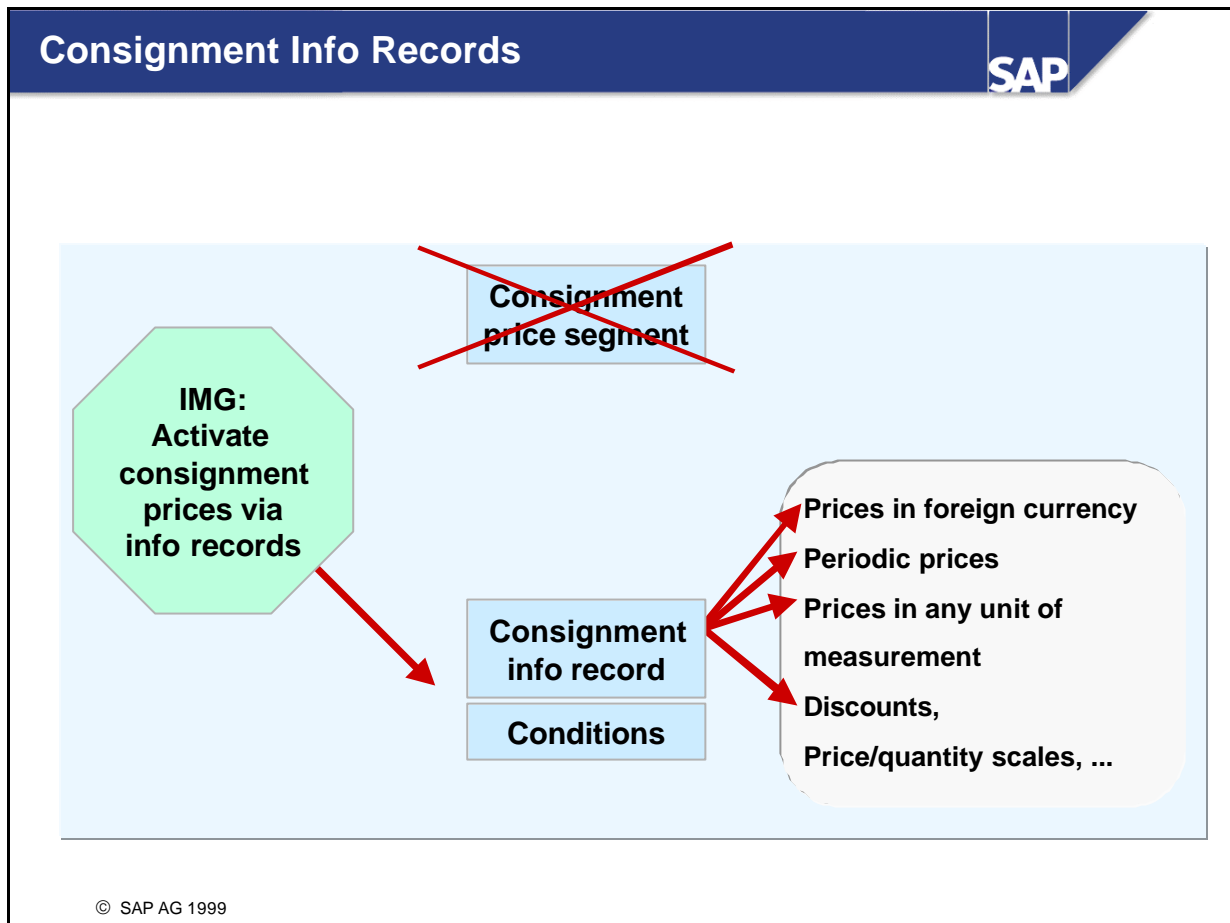 Consignment Info Records
SAP
Consignment
price segment
IMG:
Activate
consignment
prices via
info records
Consignment
info record
Conditions
Prices in foreign currency
Periodic prices
Prices in any unit of
measurement
Discounts,
Price/quantity scales, ...
© SAP AG 1999